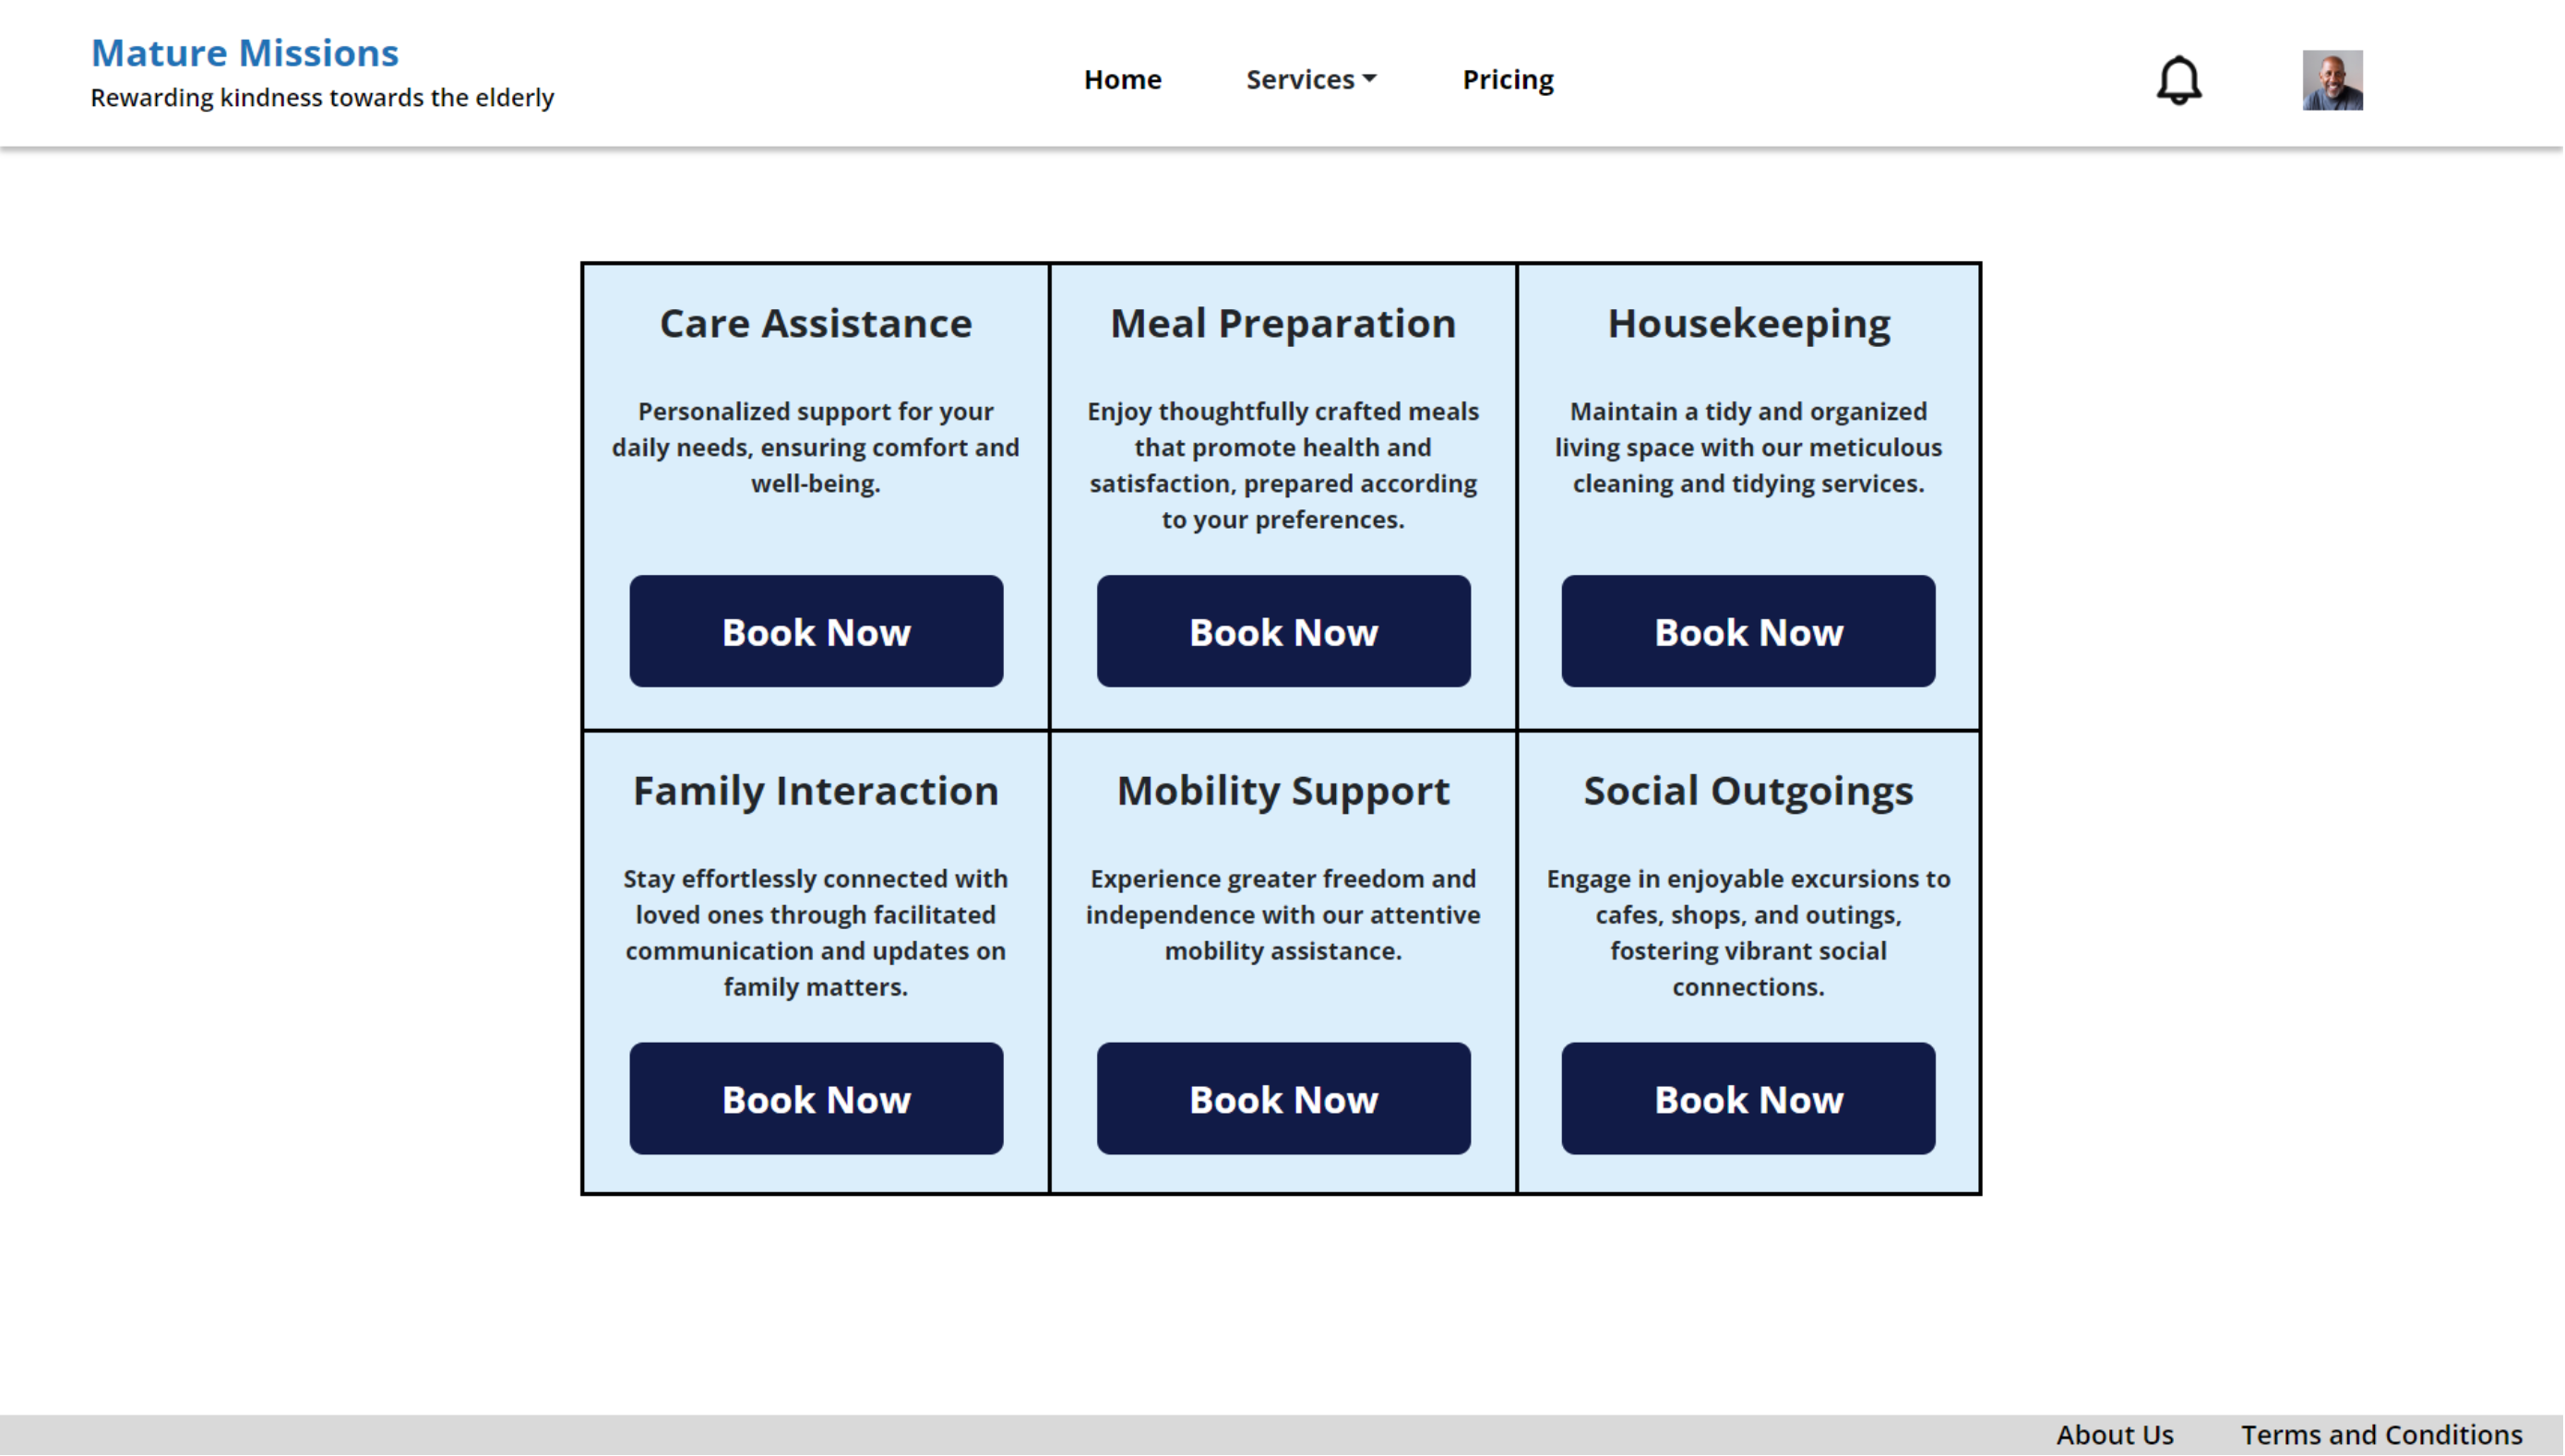 Mature Missions
Rewarding kindness towards the elderly
Home
Services
Pricing
Care Assistance
Personalized support for your
daily needs, ensuring comfort and
well-being.
Book Now
Meal Preparation
Enjoy thoughtfully crafted meals
that promote health and
satisfaction, prepared according
to your preferences.
Book Now
Housekeeping
Maintain a tidy and organized
living space with our meticulous
cleaning and tidying services.
Book Now
Family Interaction
Stay effortlessly connected with
loved ones through facilitated
communication and updates on
family matters.
Book Now
Mobility Support
Experience greater freedom and
independence with our attentive
mobility assistance.
Book Now
Social Outgoings
Engage in enjoyable excursions to
cafes, shops, and outings,
fostering vibrant social
connections.
Book Now
About Us
Terms and Conditions